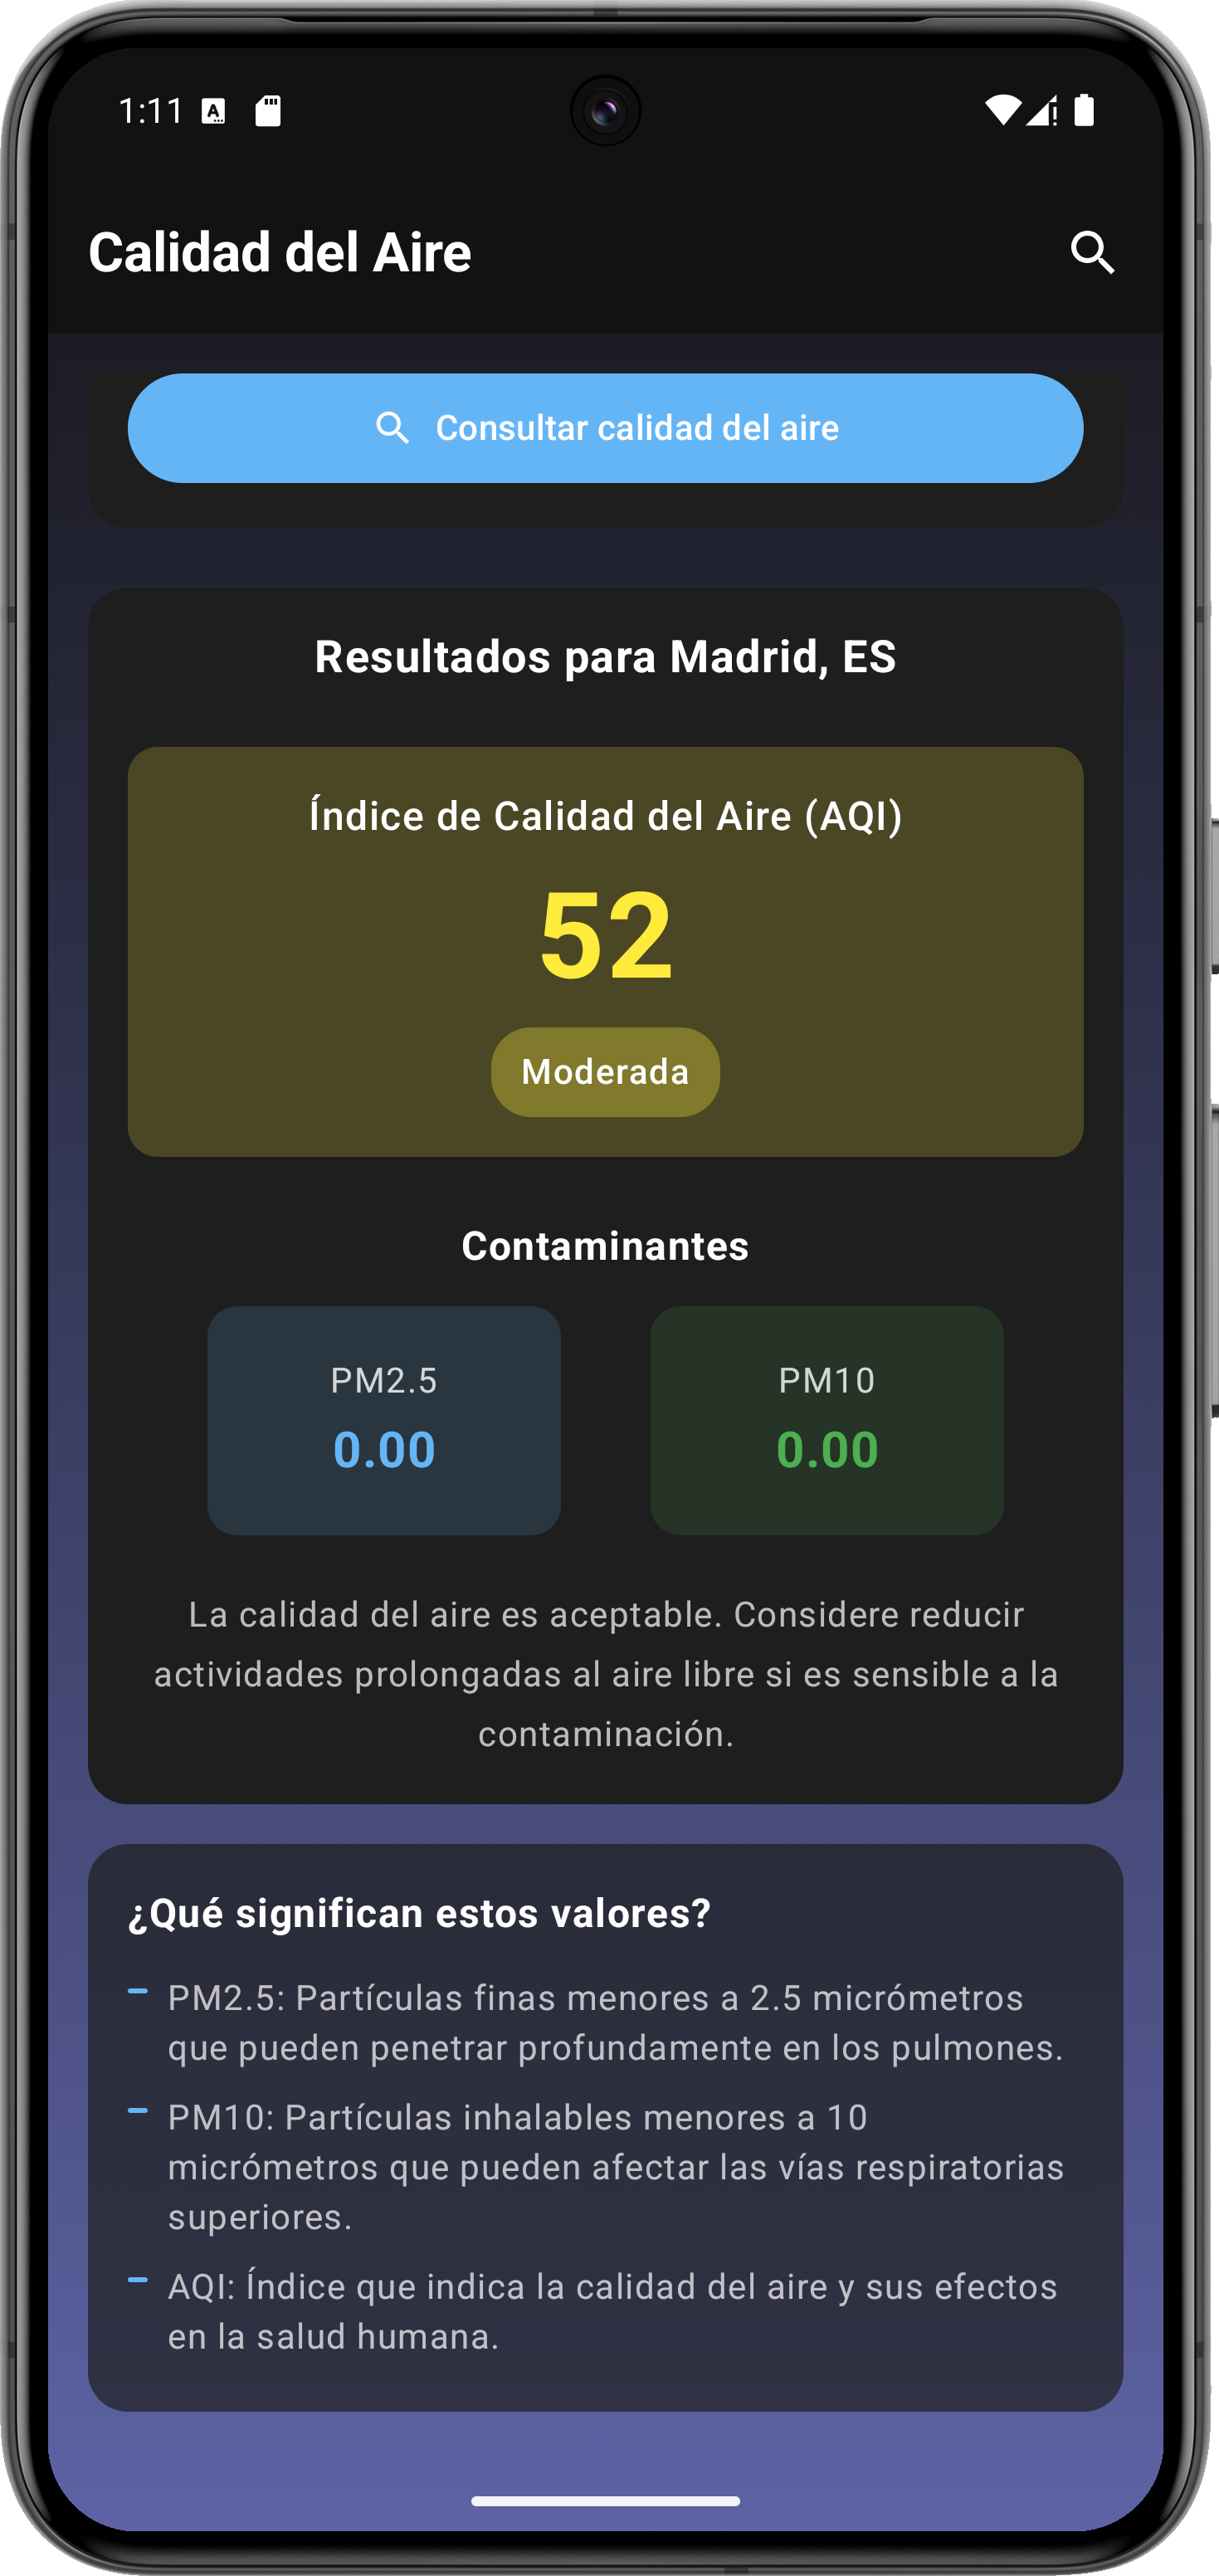 1:11
Calidad del Aire
Consultar calidad del aire
Resultados para Madrid, ES
Índice de Calidad del Aire (AQI)
52
Moderada
Contaminantes
PM2.5
0.00
PM10
0.00
La calidad del aire es aceptable. Considere reducir
actividades prolongadas al aire libre si es sensible a la
contaminación.
¿Qué significan estos valores?
PM2.5: Partículas finas menores a 2.5 micrómetros
que pueden penetrar profundamente en los pulmones.
PM10: Partículas inhalables menores a 10
micrómetros que pueden afectar las vías respiratorias
superiores.
AQI: Índice que indica la calidad del aire y sus efectos
en la salud humana.